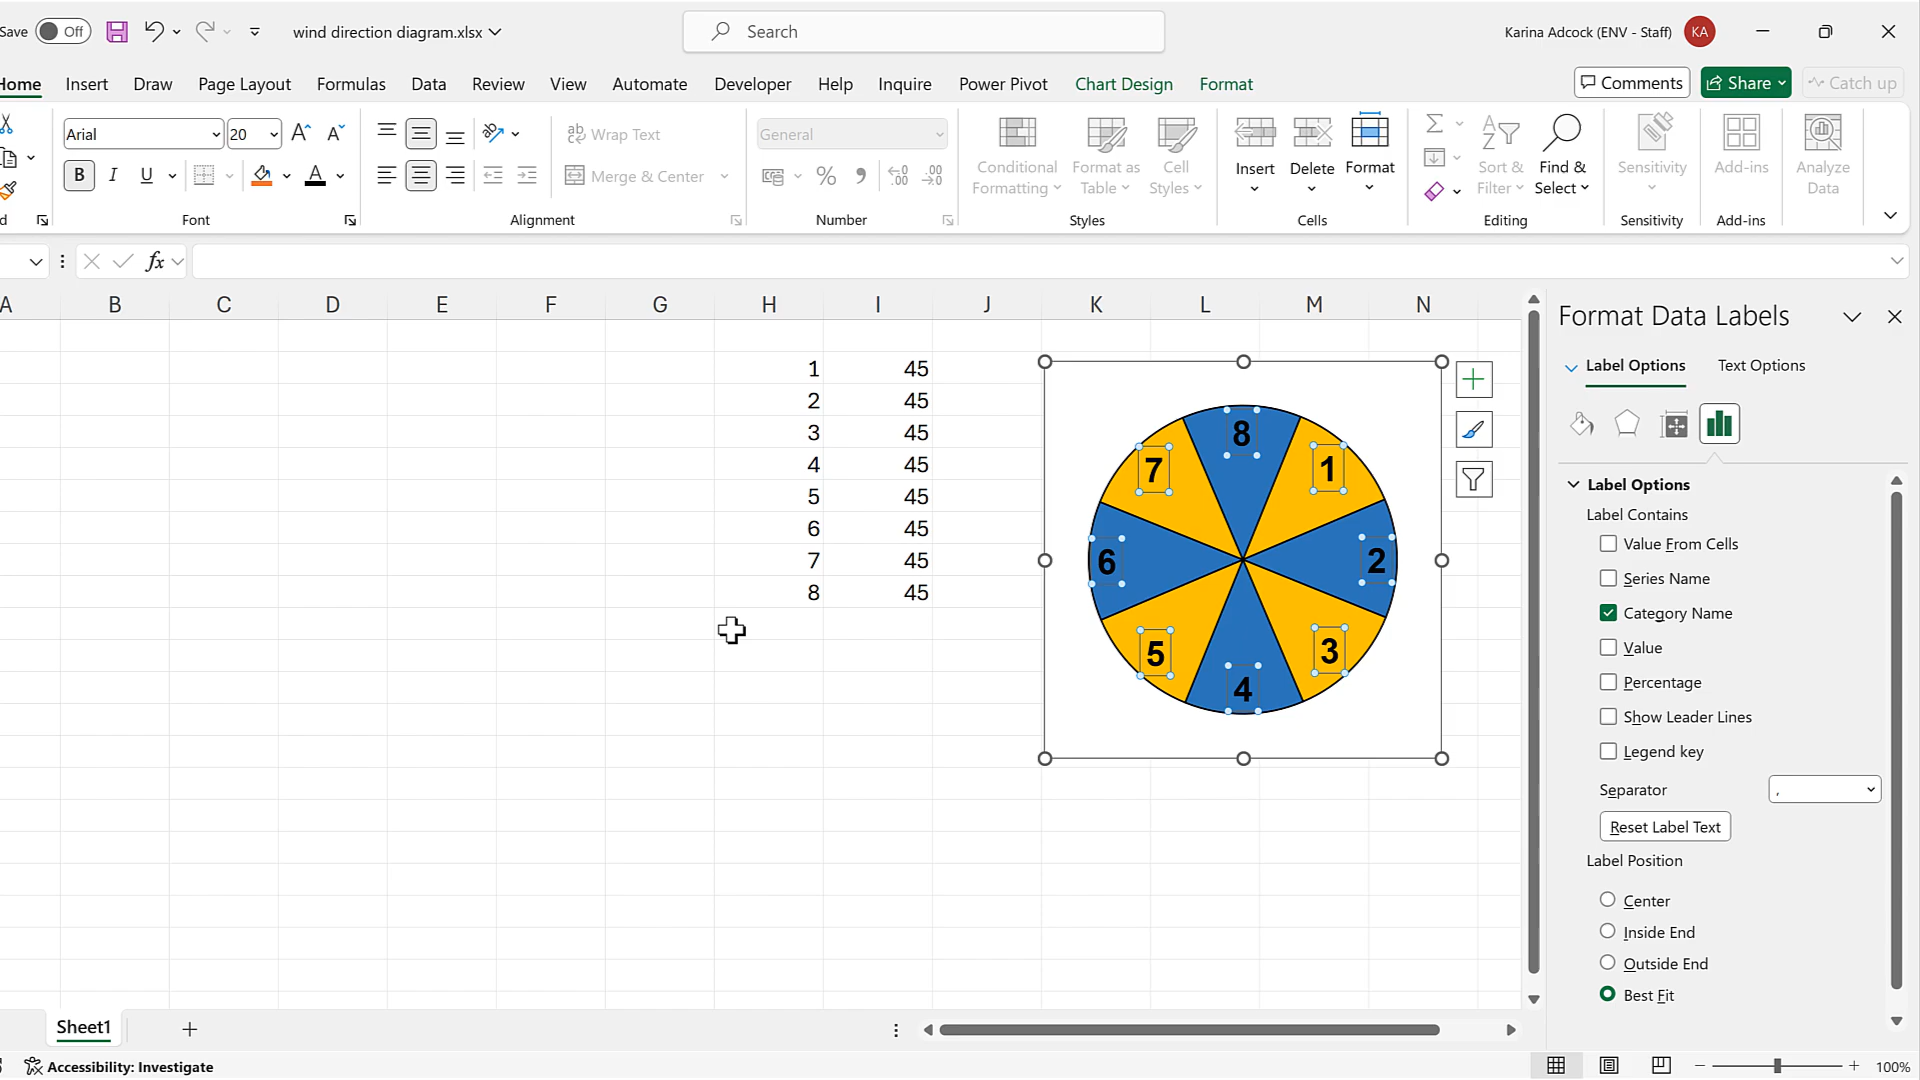 Save Off wind direction diagram.xlsx Search Karina Adcock (ENV - Staff) KA
Home Insert Draw Page Layout Formulas Data Review View Automate Developer Help Inquire Power Pivot Chart Design Format Comments Share Catch up
Arial 20 A A ab Wrap Text General
B I U A Merge & Center % 9
Conditional Formatting
Format as Table
Cell Styles
Insert Delete Format
Sort & Filter
Find & Select
Sensitivity
Add-ins
Analyze Data
Font Alignment Number Styles Cells Editing Sensitivity Add-ins
fx
A B C D E F G H I J K L M N
1 45
2 45
3 45
4 45
5 45
6 45
7 45
8 45
8
7 1
6 2
5 3
4
Format Data Labels
Label Options Text Options
Label Options
Label Contains
Value From Cells
Series Name
Category Name
Value
Percentage
Show Leader Lines
Legend key
Separator ,
Reset Label Text
Label Position
Center
Inside End
Outside End
Best Fit
Sheet1
Accessibility: Investigate 100%